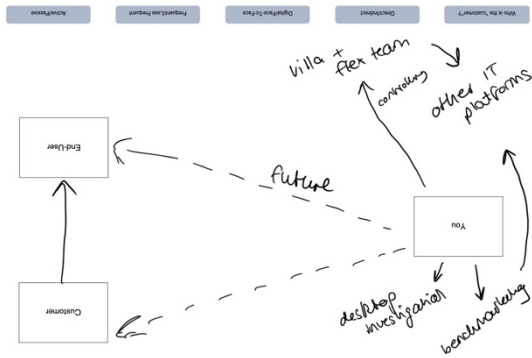 Active/Passive
Frequent/Less Frequent
Digital/Face-To-Face
Direct/Indirect
Who is the "customer"?
villa +
flex team
controlling
other IT
platforms
End-User
future
You
desktop
investigation
benchmarking
Customer